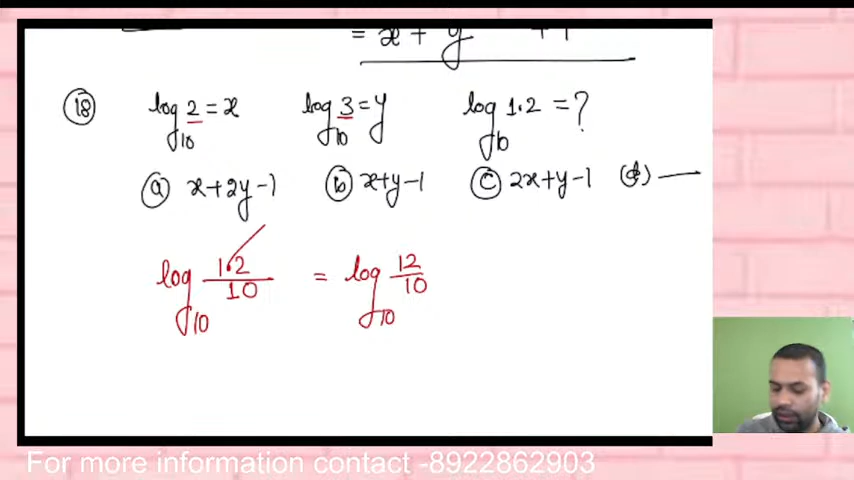 = x + y + 1
(18) log₁₀ 2 = x log₁₀ 3 = y log₁₀ 1.2 = ?
(a) x+2y-1 (b) x+y-1 (c) 2x+y-1 (d) —
log₁₀ 1.2/10 = log₁₀ 12/10
For more information contact -8922862903